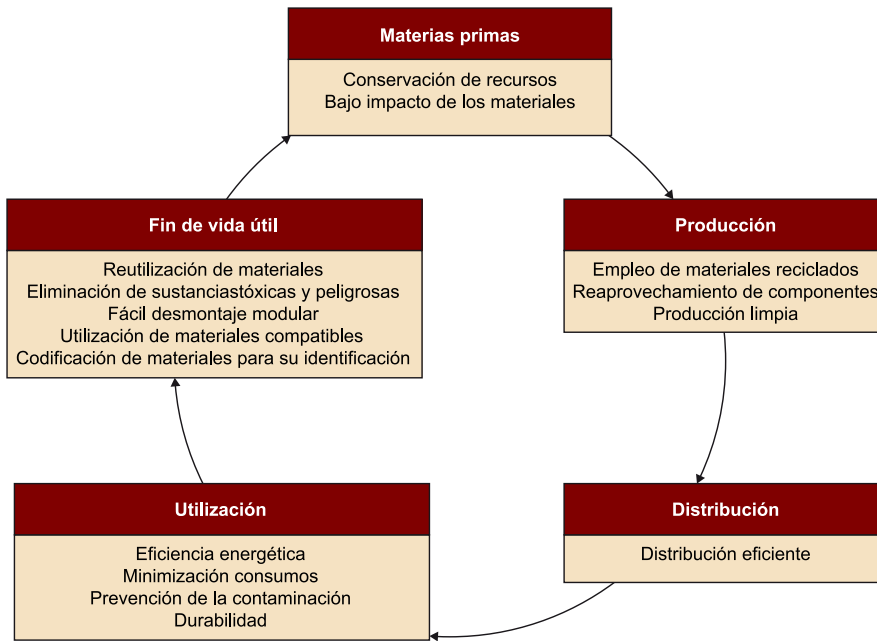 Materias primas
Conservación de recursos
Bajo impacto de los materiales
Producción
Empleo de materiales reciclados
Reaprovechamiento de componentes
Producción limpia
Distribución
Distribución eficiente
Utilización
Eficiencia energética
Minimización consumos
Prevención de la contaminación
Durabilidad
Fin de vida útil
Reutilización de materiales
Eliminación de sustanciastóxicas y peligrosas
Fácil desmontaje modular
Utilización de materiales compatibles
Codificación de materiales para su identificación